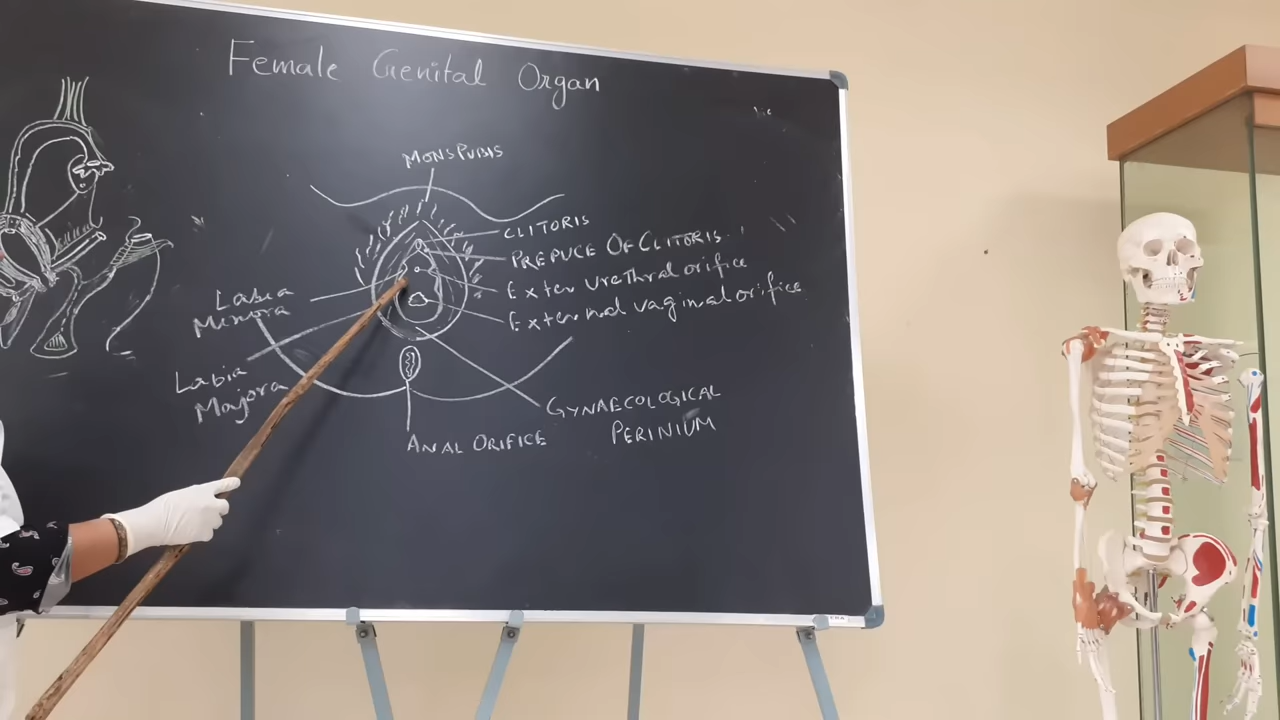 Female Genital Organ
MONS PUBIS
CLITORIS
PREPUCE OF CLITORIS
Exter urethral orifice
External vaginal orifice
Labia
Minora
Labia
Majora
GYNAECOLOGICAL
PERINIUM
ANAL ORIFICE